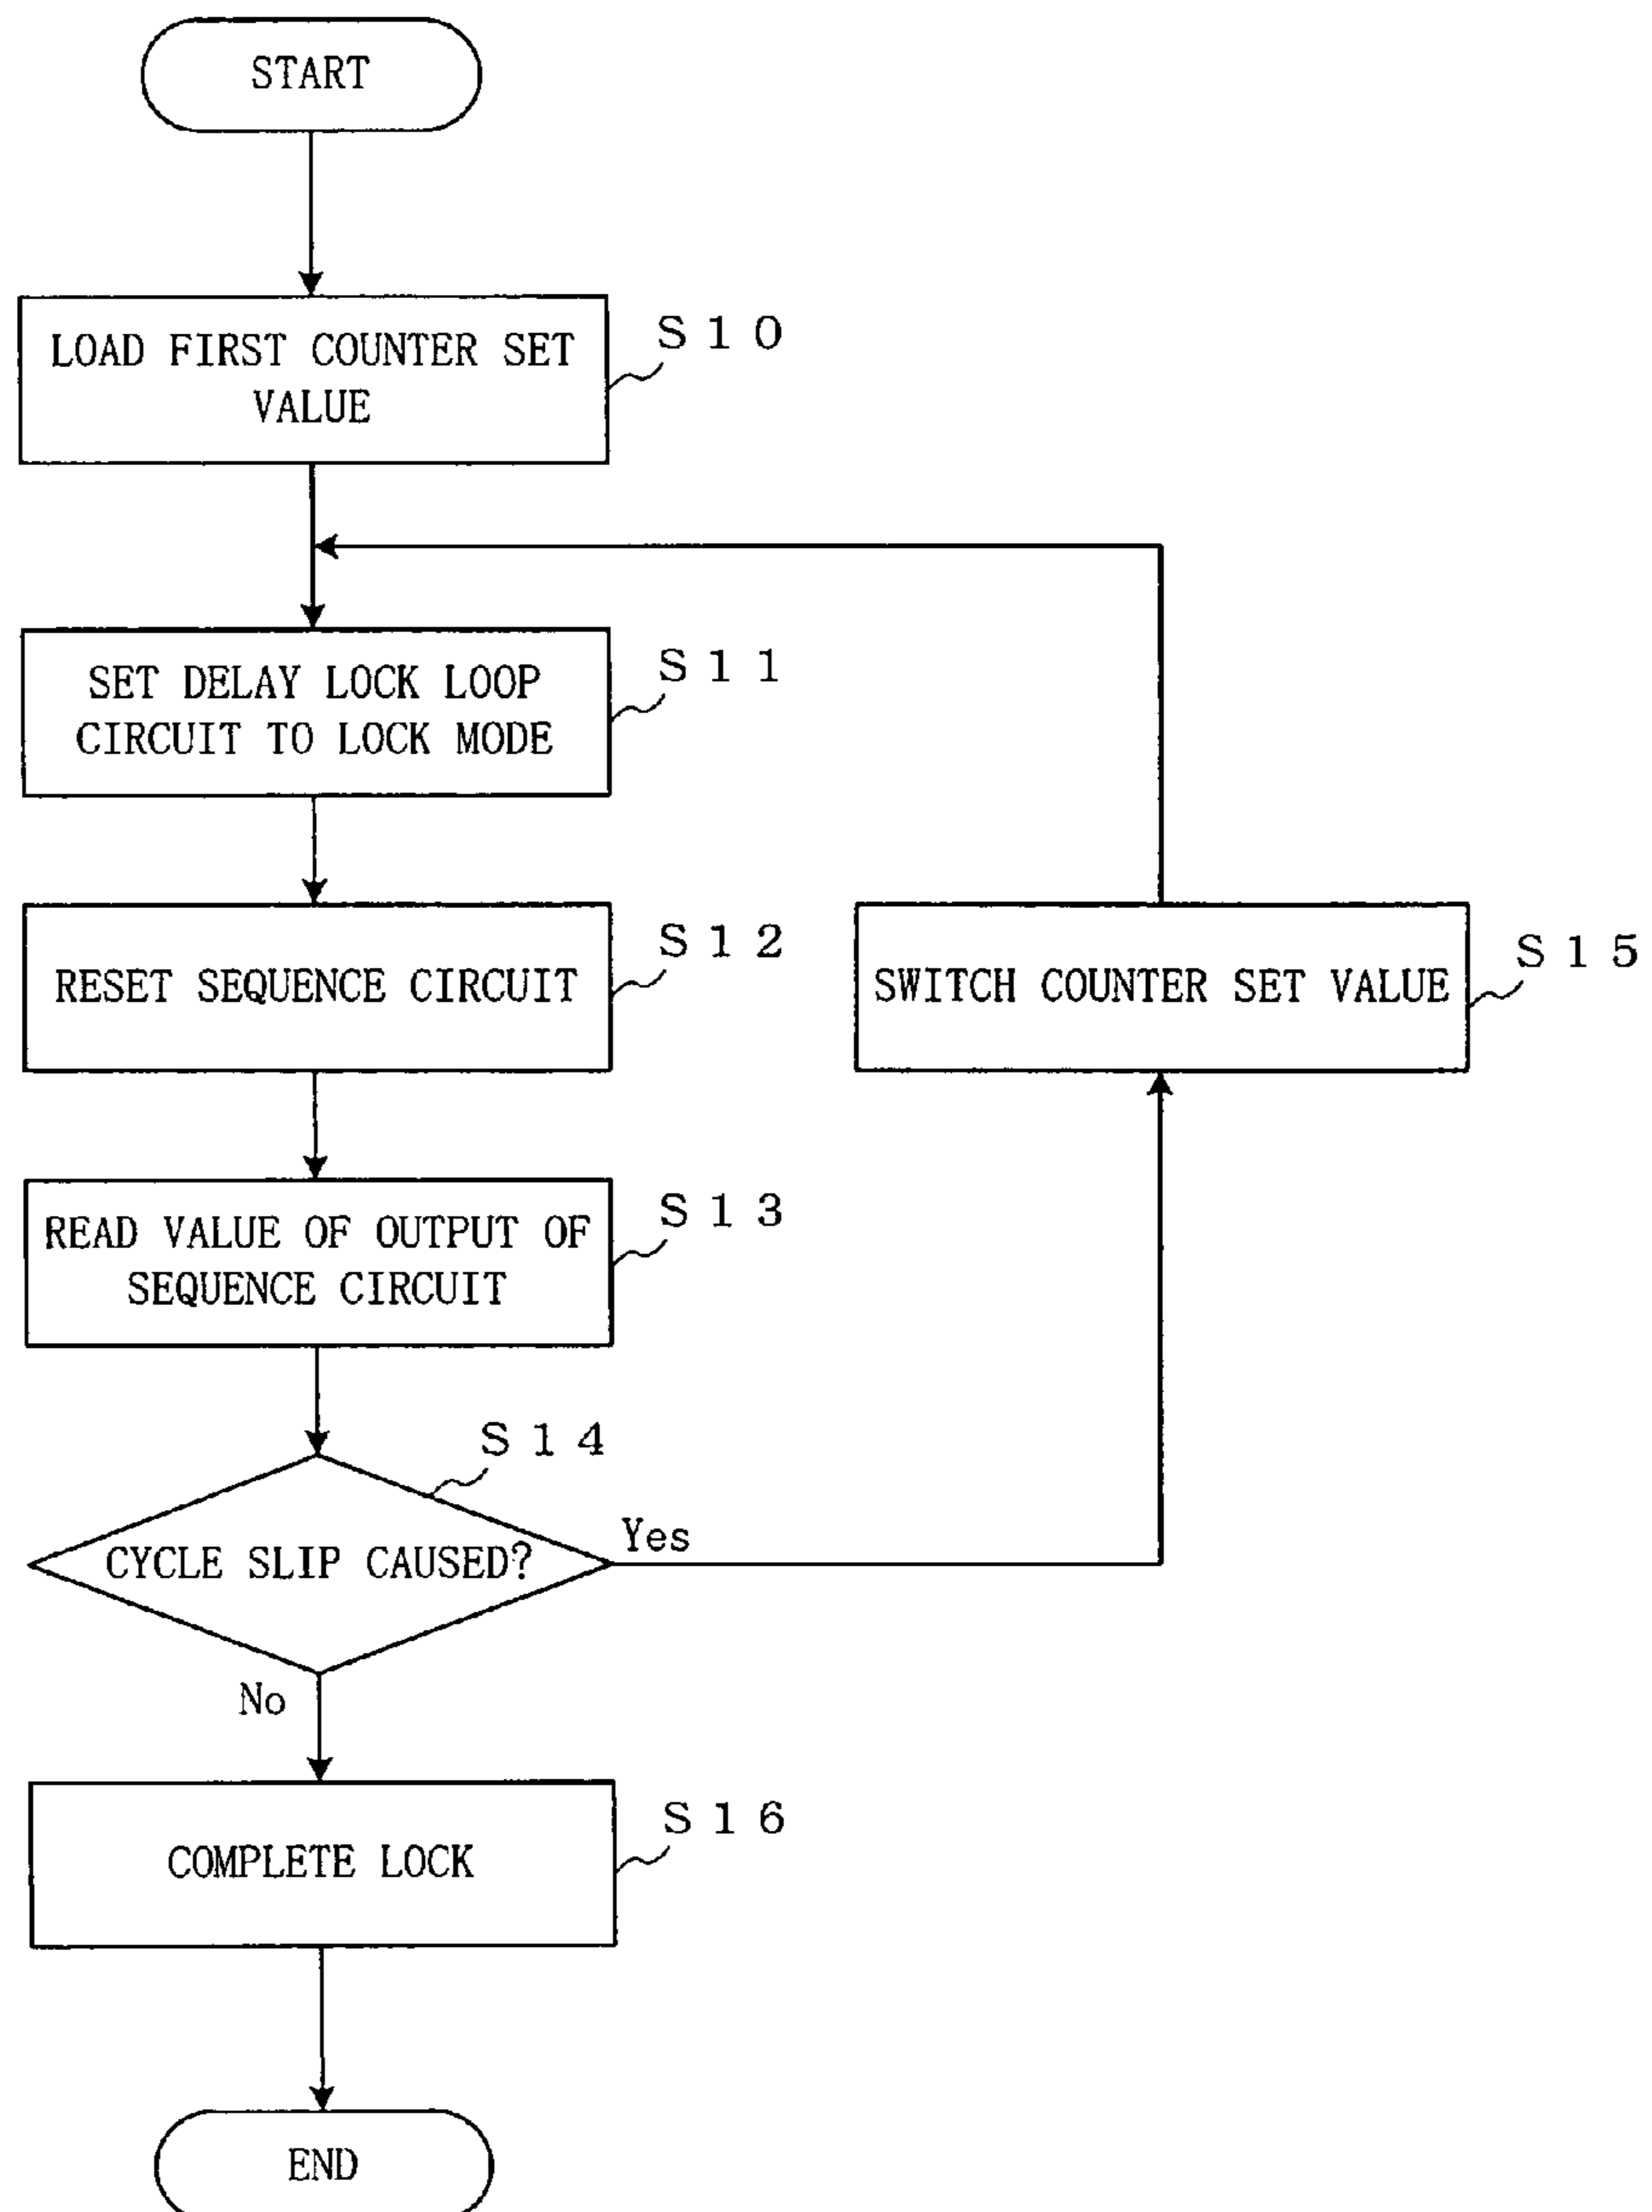 START
LOAD FIRST COUNTER SET
VALUE
S10
SET DELAY LOCK LOOP
CIRCUIT TO LOCK MODE
S11
RESET SEQUENCE CIRCUIT
S12
SWITCH COUNTER SET VALUE
S15
READ VALUE OF OUTPUT OF
SEQUENCE CIRCUIT
S13
CYCLE SLIP CAUSED?
S14
Yes
No
COMPLETE LOCK
S16
END